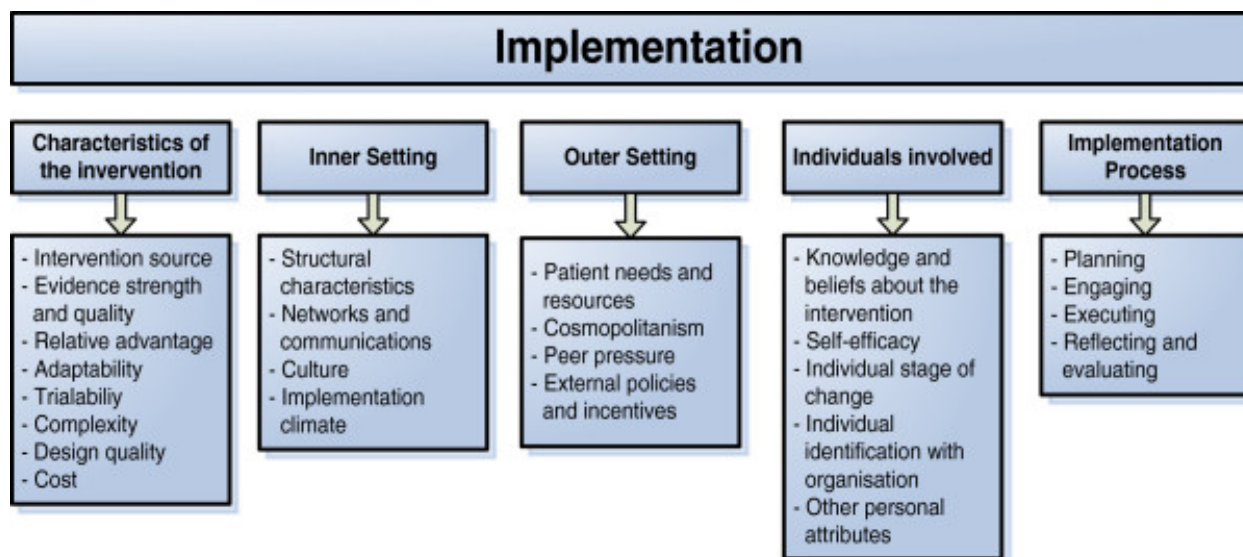 Implementation
Characteristics of
the invervention
- Intervention source
- Evidence strength
and quality
- Relative advantage
- Adaptability
- Trialabiliy
- Complexity
- Design quality
- Cost
Inner Setting
- Structural
characteristics
- Networks and
communications
- Culture
- Implementation
climate
Outer Setting
- Patient needs and
resources
- Cosmopolitanism
- Peer pressure
- External policies
and incentives
Individuals involved
- Knowledge and
beliefs about the
intervention
- Self-efficacy
- Individual stage of
change
- Individual
identification with
organisation
- Other personal
attributes
Implementation
Process
- Planning
- Engaging
- Executing
- Reflecting and
evaluating